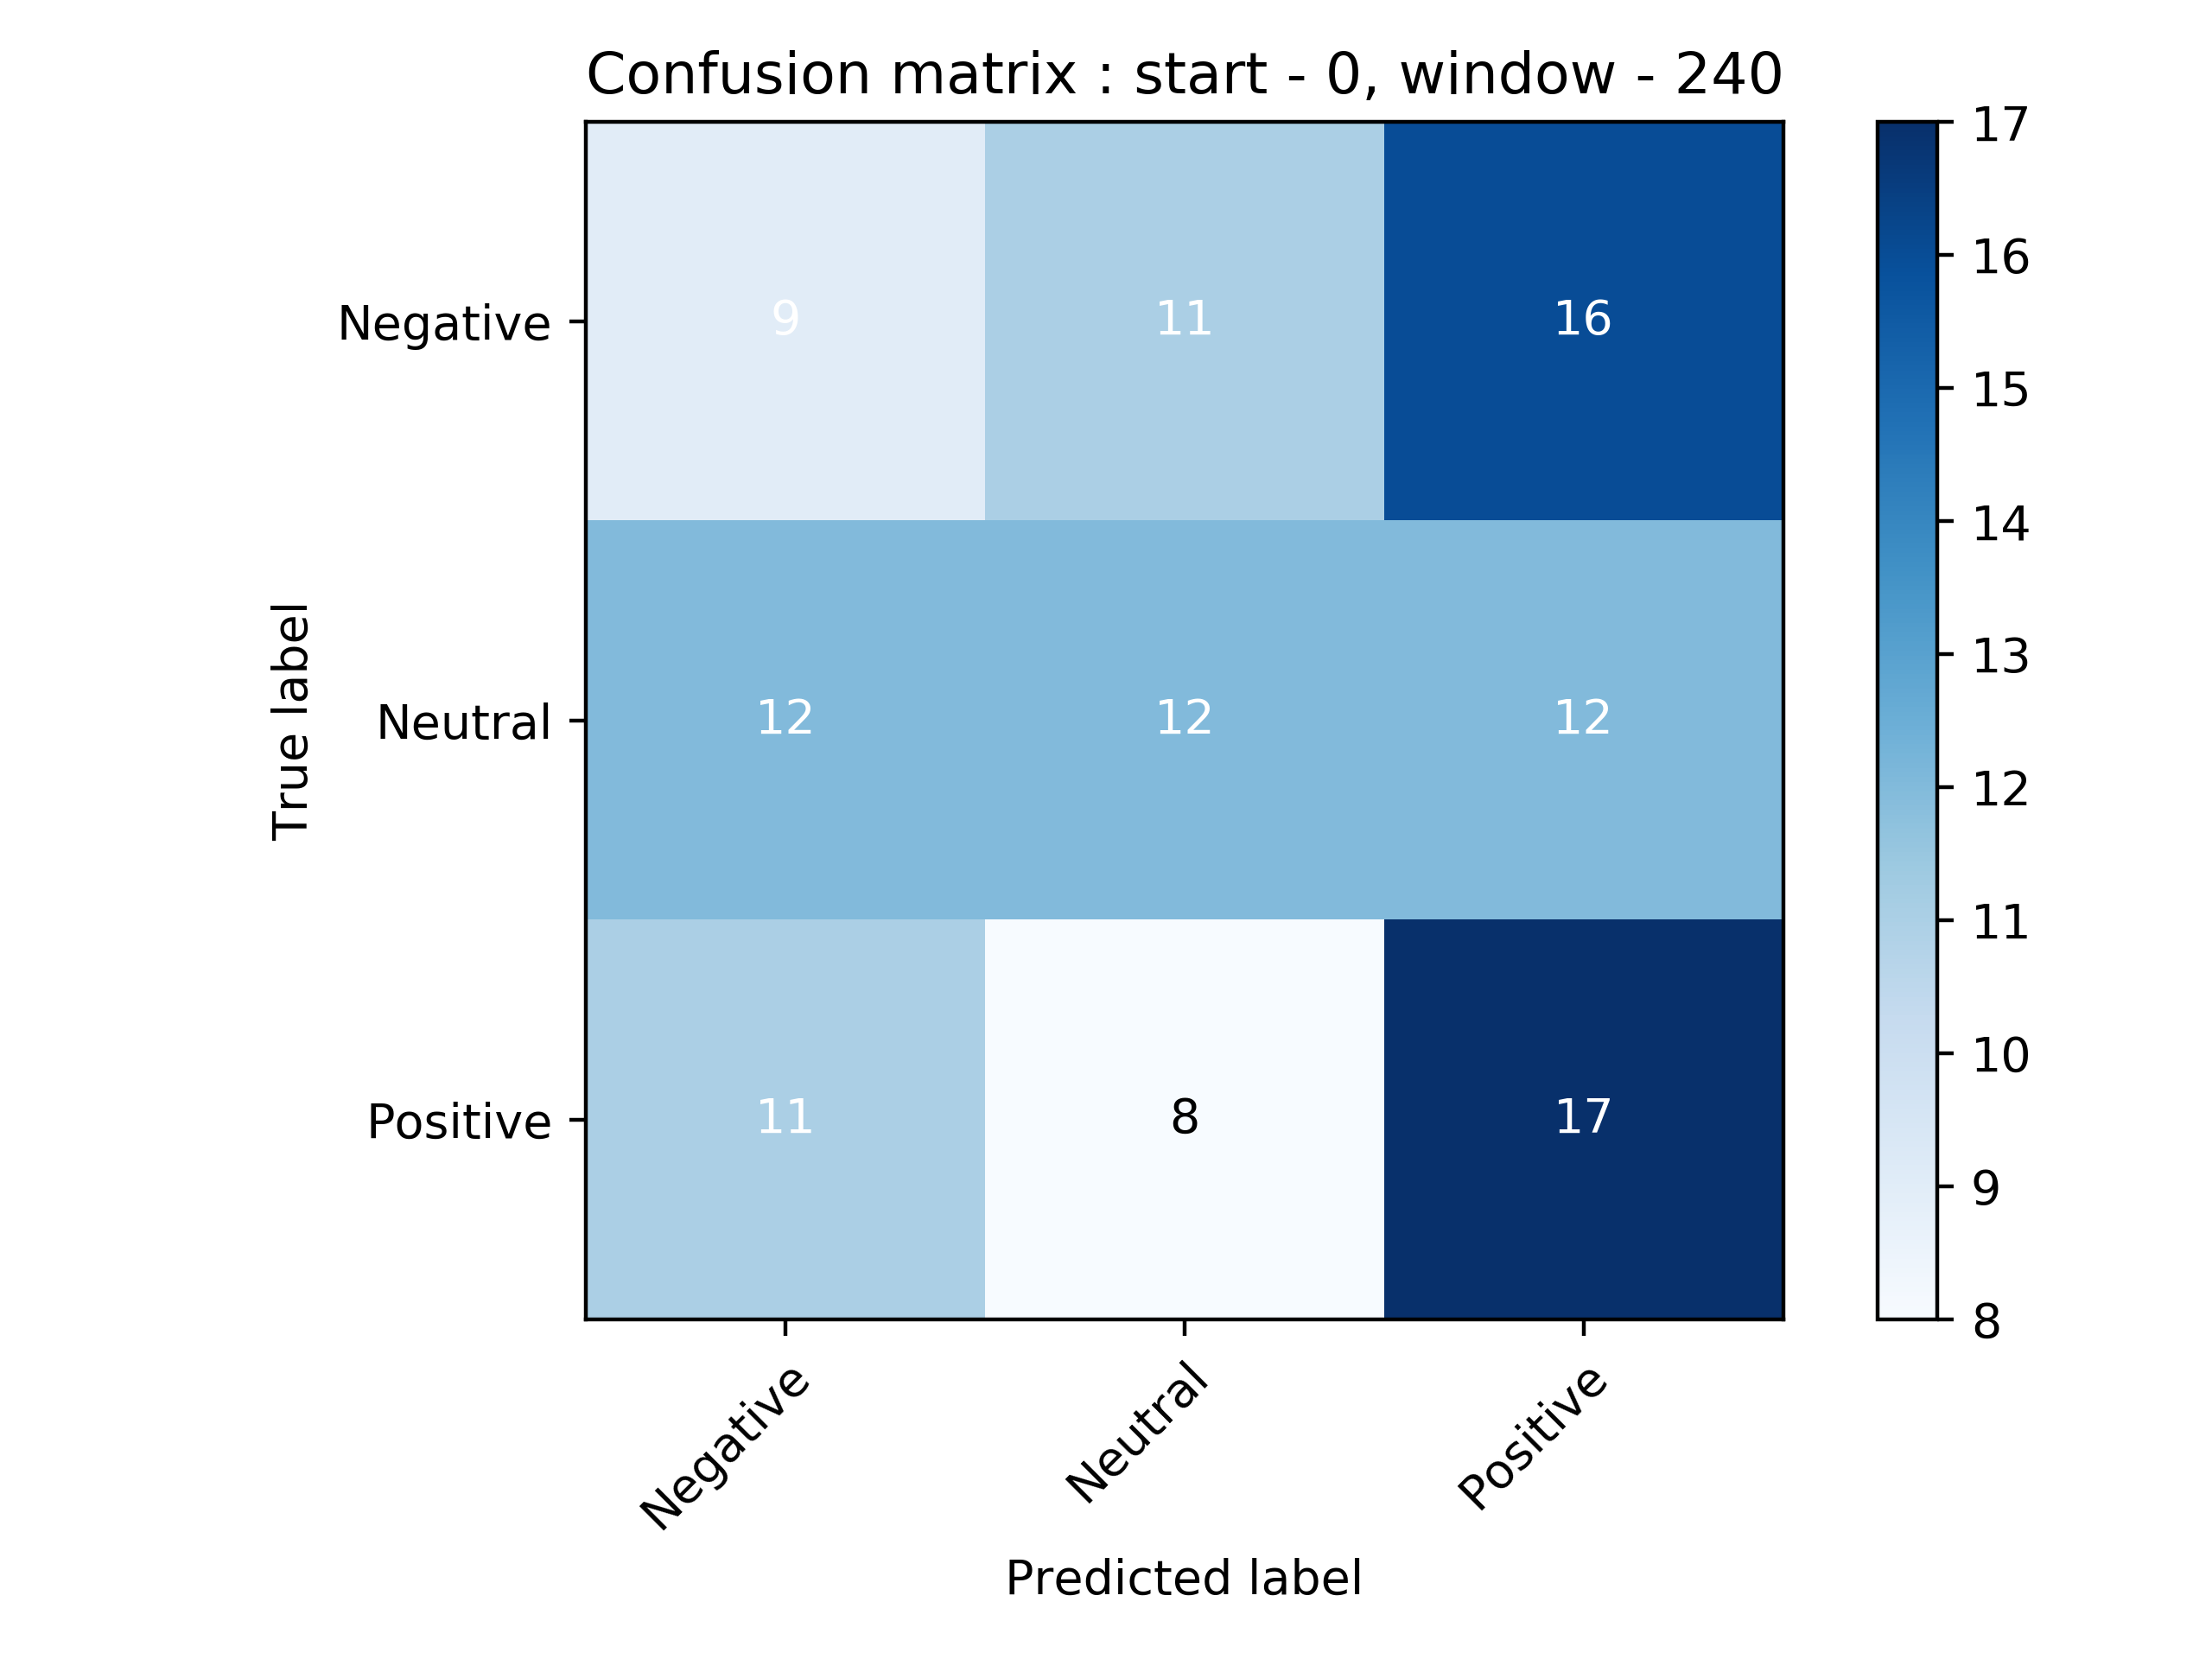 Confusion matrix : start - 0, window - 240
True label
Negative
9 11 16
Neutral
12 12 12
Positive
11 8 17
Negative
Neutral
Positive
Predicted label
17
16
15
14
13
12
11
10
9
8